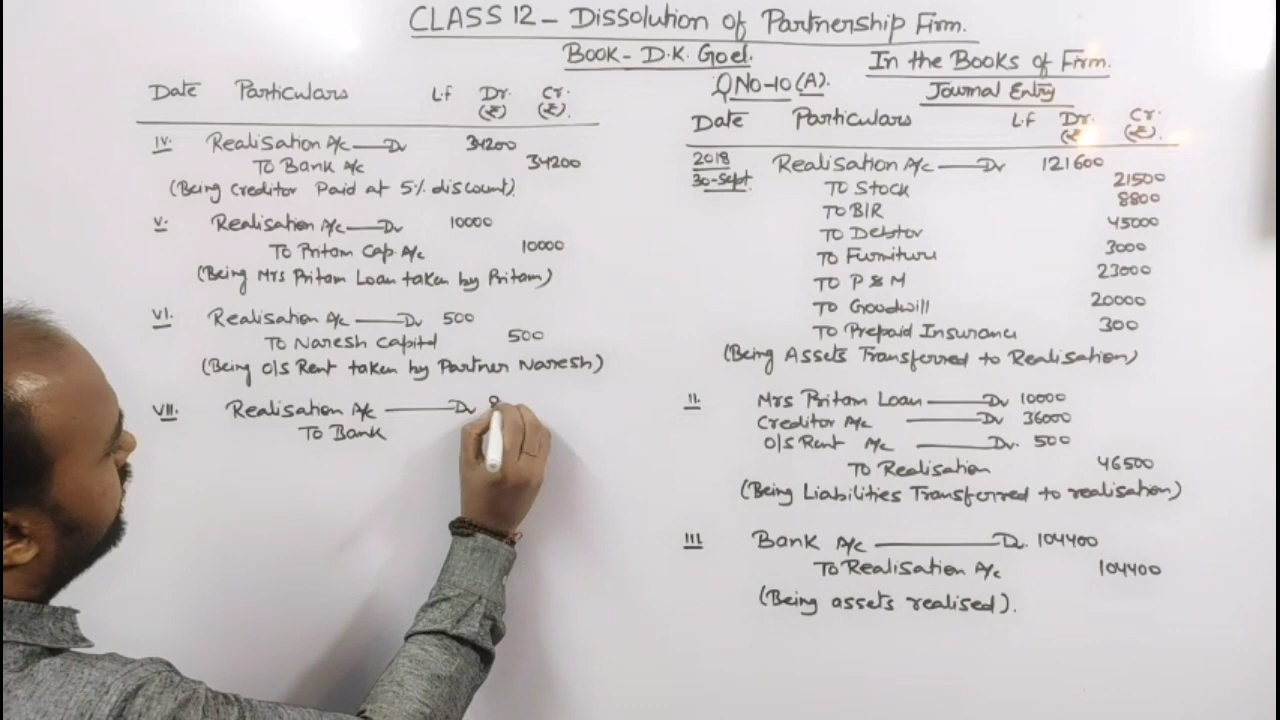 CLASS 12 - Dissolution of Partnership Firm.
BOOK - D.K. Goel.
In the Books of Firm.
QNO-10 (A).
Journal Entry
Date Particulars L.f Dr. (₹) Cr. (₹)
IV. Realisation A/c — Dr 34200
To Bank A/c 34200
(Being Creditor Paid at 5% discount)
V. Realisation A/c — Dr 10000
To Pritam Cap. A/c 10000
(Being Mrs Pritam Loan taken by Pritam)
VI. Realisation A/c — Dr 500
To Naresh Capital 500
(Being O/S Rent taken by Partner Naresh)
VII. Realisation A/c — Dr
To Bank
Date Particulars L.f Dr. (₹) Cr. (₹).
2018 Realisation A/c — Dr 121600
30-Sept To Stock 21500
To B/R 8800
To Debtor 45000
To Furniture 3000
To P & M 23000
To Goodwill 20000
To Prepaid Insurance 300
(Being Assets Transferred to Realisation)
II. Mrs Pritam Loan — Dr 10000
Creditor A/c — Dr 36000
O/S Rent A/c — Dr. 500
To Realisation 46500
(Being Liabilities Transferred to realisation)
III Bank A/c — Dr. 104400
To Realisation A/c 104400
(Being assets realised).